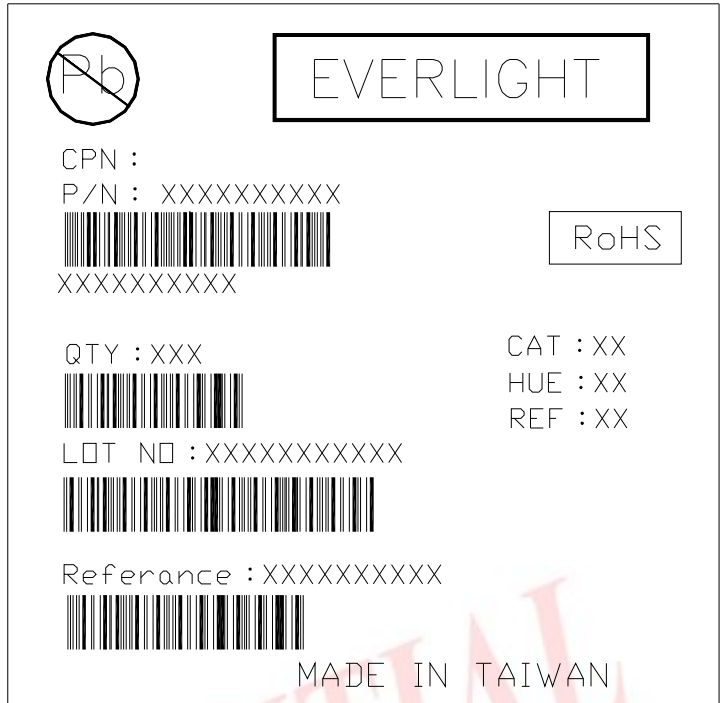 Pb
EVERLIGHT
CPN :
P/N : XXXXXXXXXX
RoHS
XXXXXXXXXX
QTY : XXX
CAT : XX
HUE : XX
REF : XX
LOT NO : XXXXXXXXXXX
Referance : XXXXXXXXXX
MADE IN TAIWAN